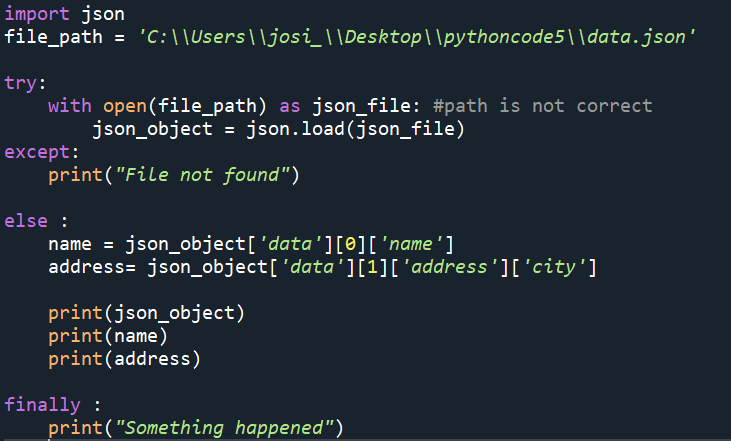 import json
file_path = 'C:\\Users\\josi_\\Desktop\\pythoncode5\\data.json'

try:
    with open(file_path) as json_file: #path is not correct
        json_object = json.load(json_file)
except:
    print("File not found")

else :
    name = json_object['data'][0]['name']
    address= json_object['data'][1]['address']['city']

    print(json_object)
    print(name)
    print(address)

finally :
    print("Something happened")